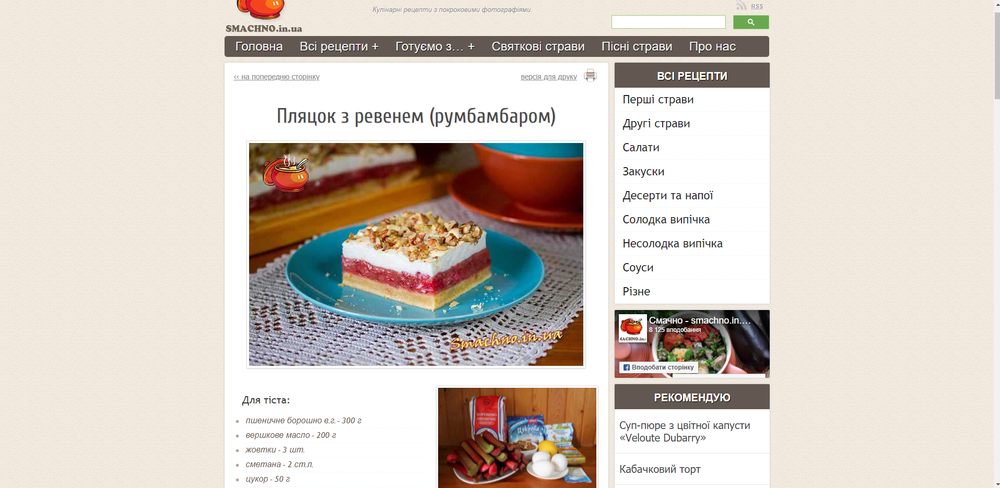 Кулінарні рецепти з покроковими фотографіями.
RSS
SMACHNO.in.ua
Головна Всі рецепти + Готуємо з… + Святкові страви Пісні страви Про нас
‹‹ на попередню сторінку
версія для друку
Пляцок з ревенем (румбамбаром)
Smachno.in.ua
Для тіста:
пшеничне борошно в.г. - 300 г
вершкове масло - 200 г
жовтки - 3 шт.
сметана - 2 ст.л.
цукор - 50 г
БОРОШНО
ПШЕНИЧНЕ
Цукрова
ВСІ РЕЦЕПТИ
Перші страви
Другі страви
Салати
Закуски
Десерти та напої
Солодка випічка
Несолодка випічка
Соуси
Різне
Смачно - smachno.in.…
8 125 вподобання
Вподобати сторінку
РЕКОМЕНДУЮ
Суп-пюре з цвітної капусти
«Veloute Dubarry»
Кабачковий торт